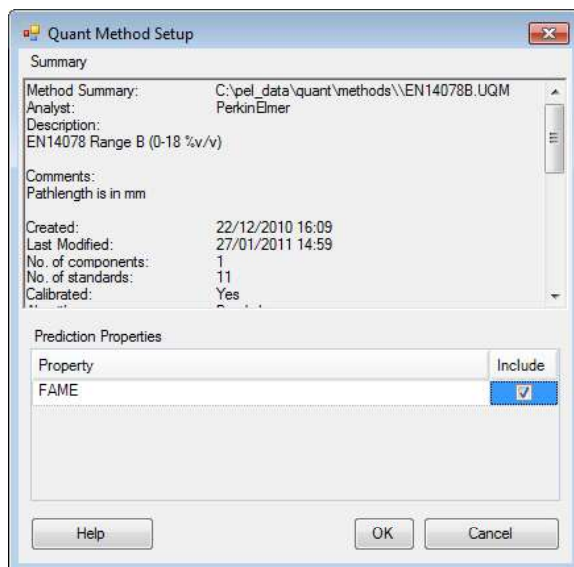 Quant Method Setup
Summary
Method Summary: C:\pel_data\quant\methods\\EN14078B.UQM
Analyst: PerkinElmer
Description:
EN14078 Range B (0-18 %v/v)
Comments:
Pathlength is in mm
Created: 22/12/2010 16:09
Last Modified: 27/01/2011 14:59
No. of components: 1
No. of standards: 11
Calibrated: Yes
Prediction Properties
Property Include
FAME
Help OK Cancel